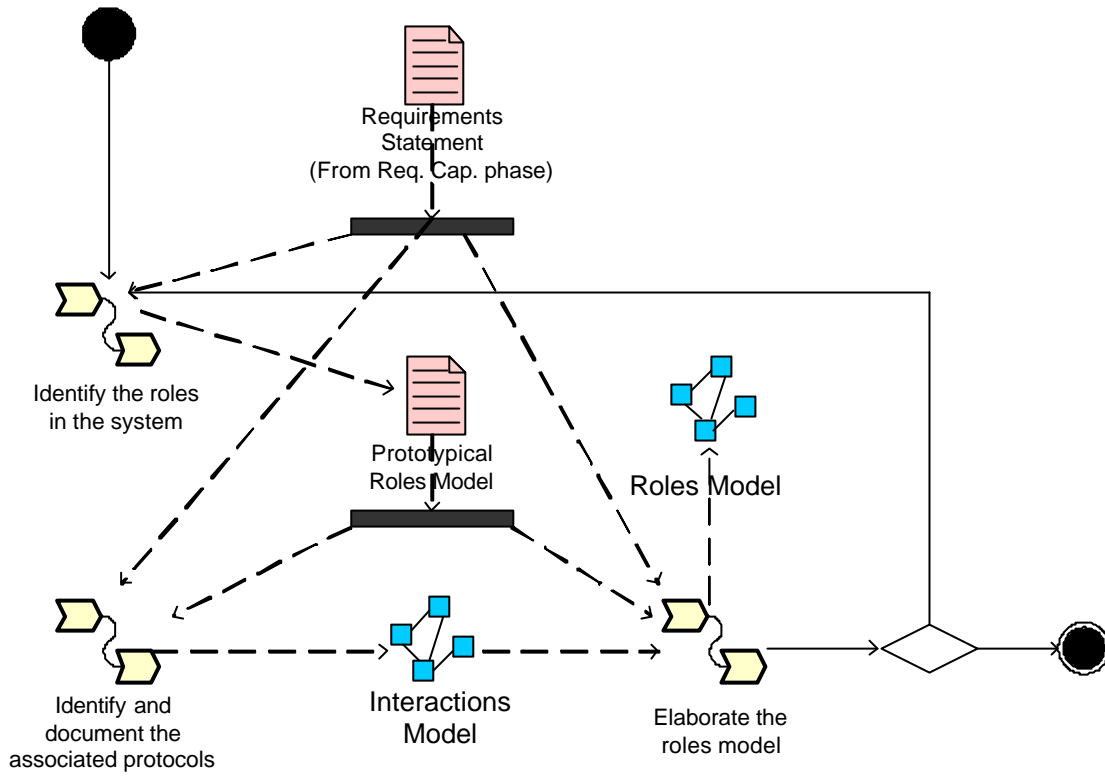 Requirements
Statement
(From Req. Cap. phase)
Identify the roles
in the system
Prototypical
Roles Model
Roles Model
Identify and
document the
associated protocols
Interactions
Model
Elaborate the
roles model